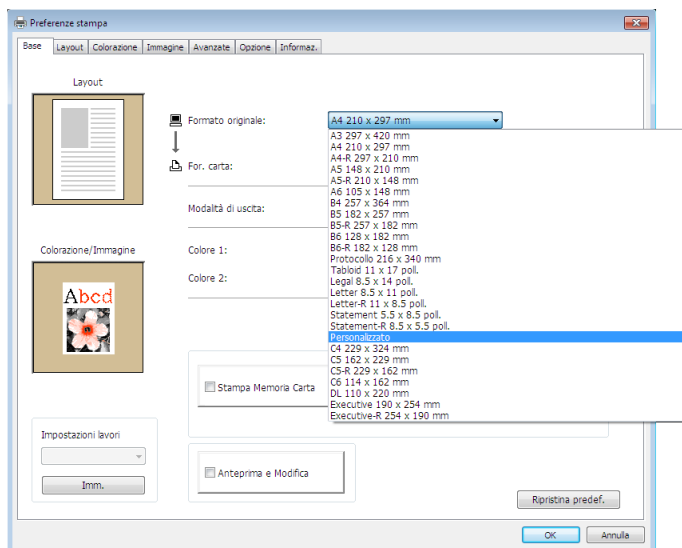 Preferenze stampa
Base Layout Colorazione Immagine Avanzate Opzione Informaz.
Layout
Formato originale: A4 210 x 297 mm
For. carta:
Modalità di uscita:
Colorazione/Immagine
Colore 1:
Colore 2:
Abcd
A3 297 x 420 mm
A4 210 x 297 mm
A4-R 297 x 210 mm
A5 148 x 210 mm
A5-R 210 x 148 mm
A6 105 x 148 mm
B4 257 x 364 mm
B5 182 x 257 mm
B5-R 257 x 182 mm
B6 128 x 182 mm
B6-R 182 x 128 mm
Protocollo 216 x 340 mm
Tabloid 11 x 17 poll.
Legal 8.5 x 14 poll.
Letter 8.5 x 11 poll.
Letter-R 11 x 8.5 poll.
Statement 5.5 x 8.5 poll.
Statement-R 8.5 x 5.5 poll.
Personalizzato
C4 229 x 324 mm
C5 162 x 229 mm
C5-R 229 x 162 mm
C6 114 x 162 mm
DL 110 x 220 mm
Executive 190 x 254 mm
Executive-R 254 x 190 mm
Stampa Memoria Carta
Impostazioni lavori
Imm.
Anteprima e Modifica
Ripristina predef.
OK Annulla